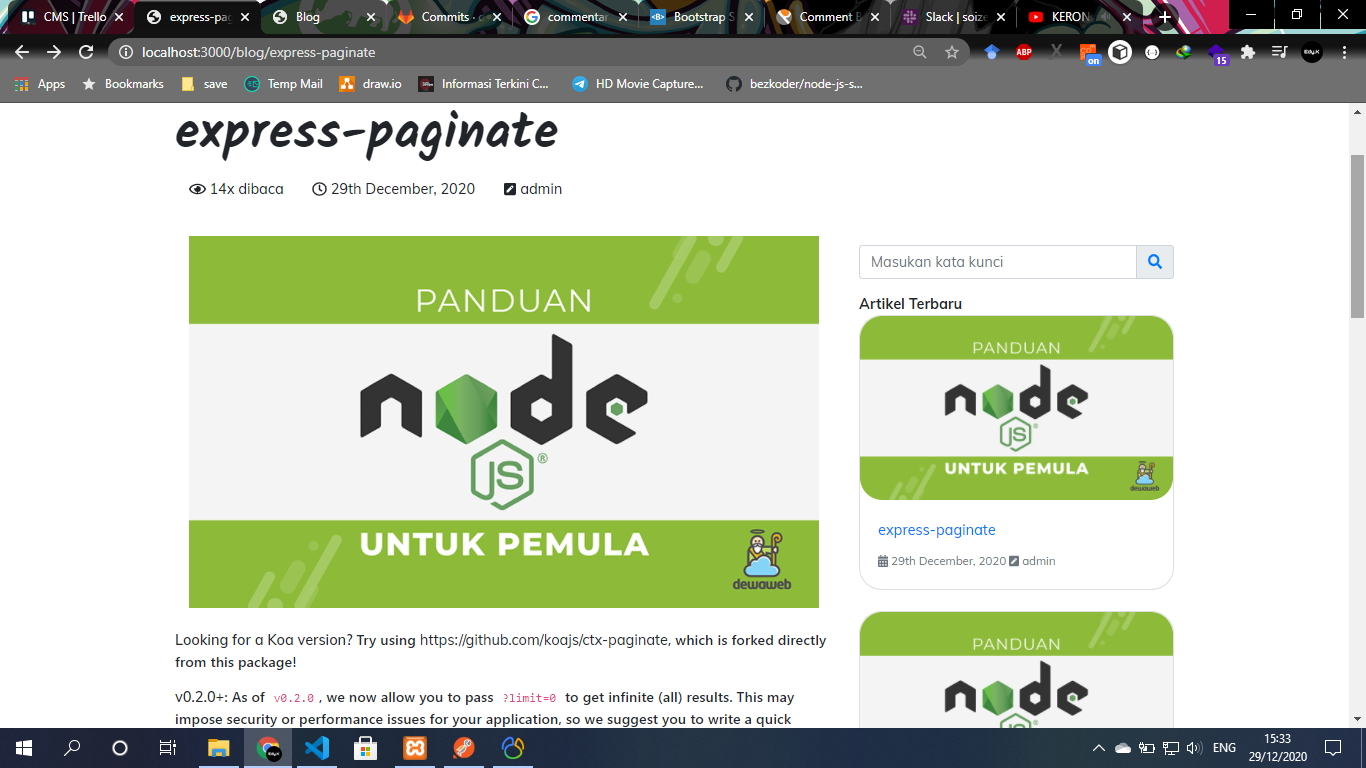 CMS | Trello
express-pag
Blog
Commits · c
commentar
Bootstrap S
Comment E
Slack | soize
KERON
localhost:3000/blog/express-paginate
ABP
on
15
Edy.K
Apps
Bookmarks
save
Temp Mail
draw.io
Informasi Terkini C...
HD Movie Capture...
bezkoder/node-js-s...
express-paginate
14x dibaca
29th December, 2020
admin
PANDUAN
node
JS®
UNTUK PEMULA
dewaweb
Masukan kata kunci
Artikel Terbaru
PANDUAN
node
JS®
UNTUK PEMULA
dewaweb
express-paginate
29th December, 2020 admin
PANDUAN
node
Looking for a Koa version? Try using https://github.com/koajs/ctx-paginate, which is forked directly
from this package!
v0.2.0+: As of v0.2.0, we now allow you to pass ?limit=0 to get infinite (all) results. This may
impose security or performance issues for your application, so we suggest you to write a quick
ENG
15:33
29/12/2020